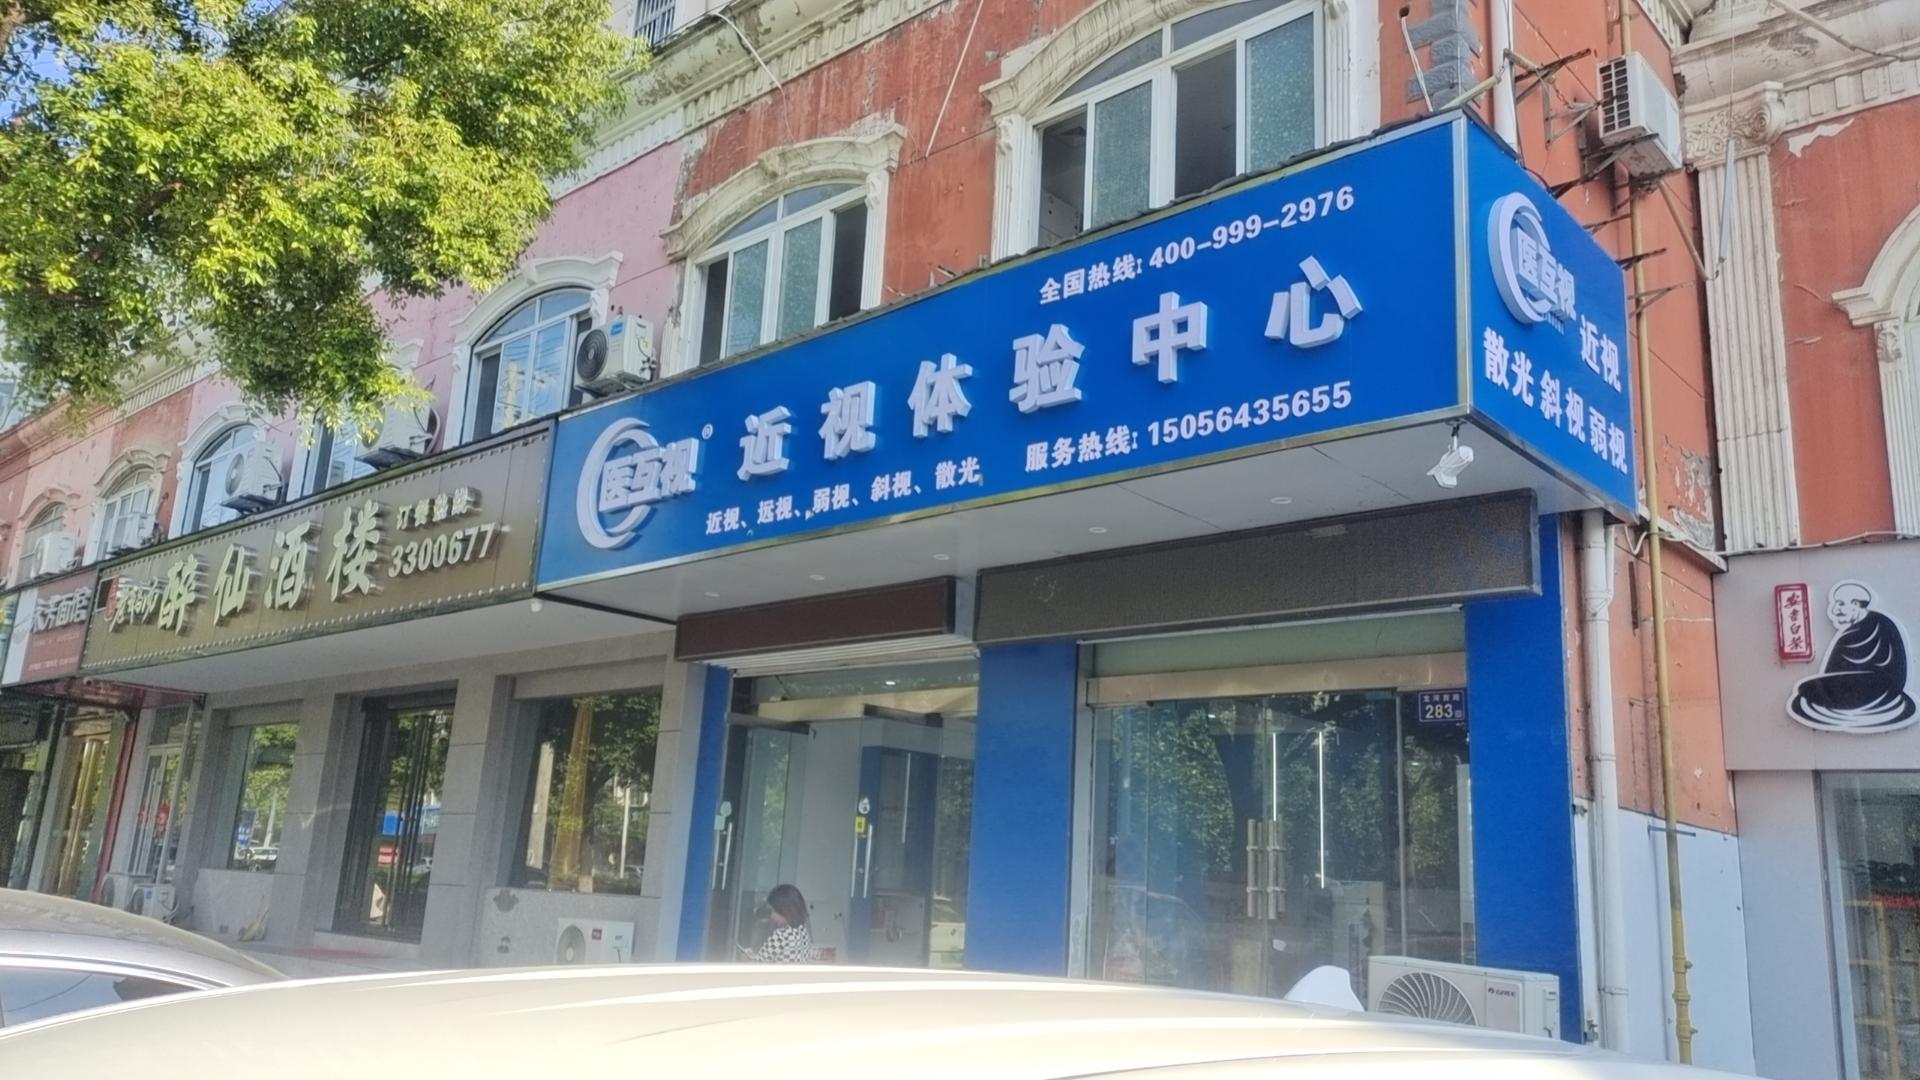 全国热线: 400-999-2976
医互视®
近视体验中心
近视、远视、弱视、斜视、散光
服务热线: 15056435655
医互视
近视
散光 斜视 弱视
醉仙酒楼
订餐热线
3300677
283